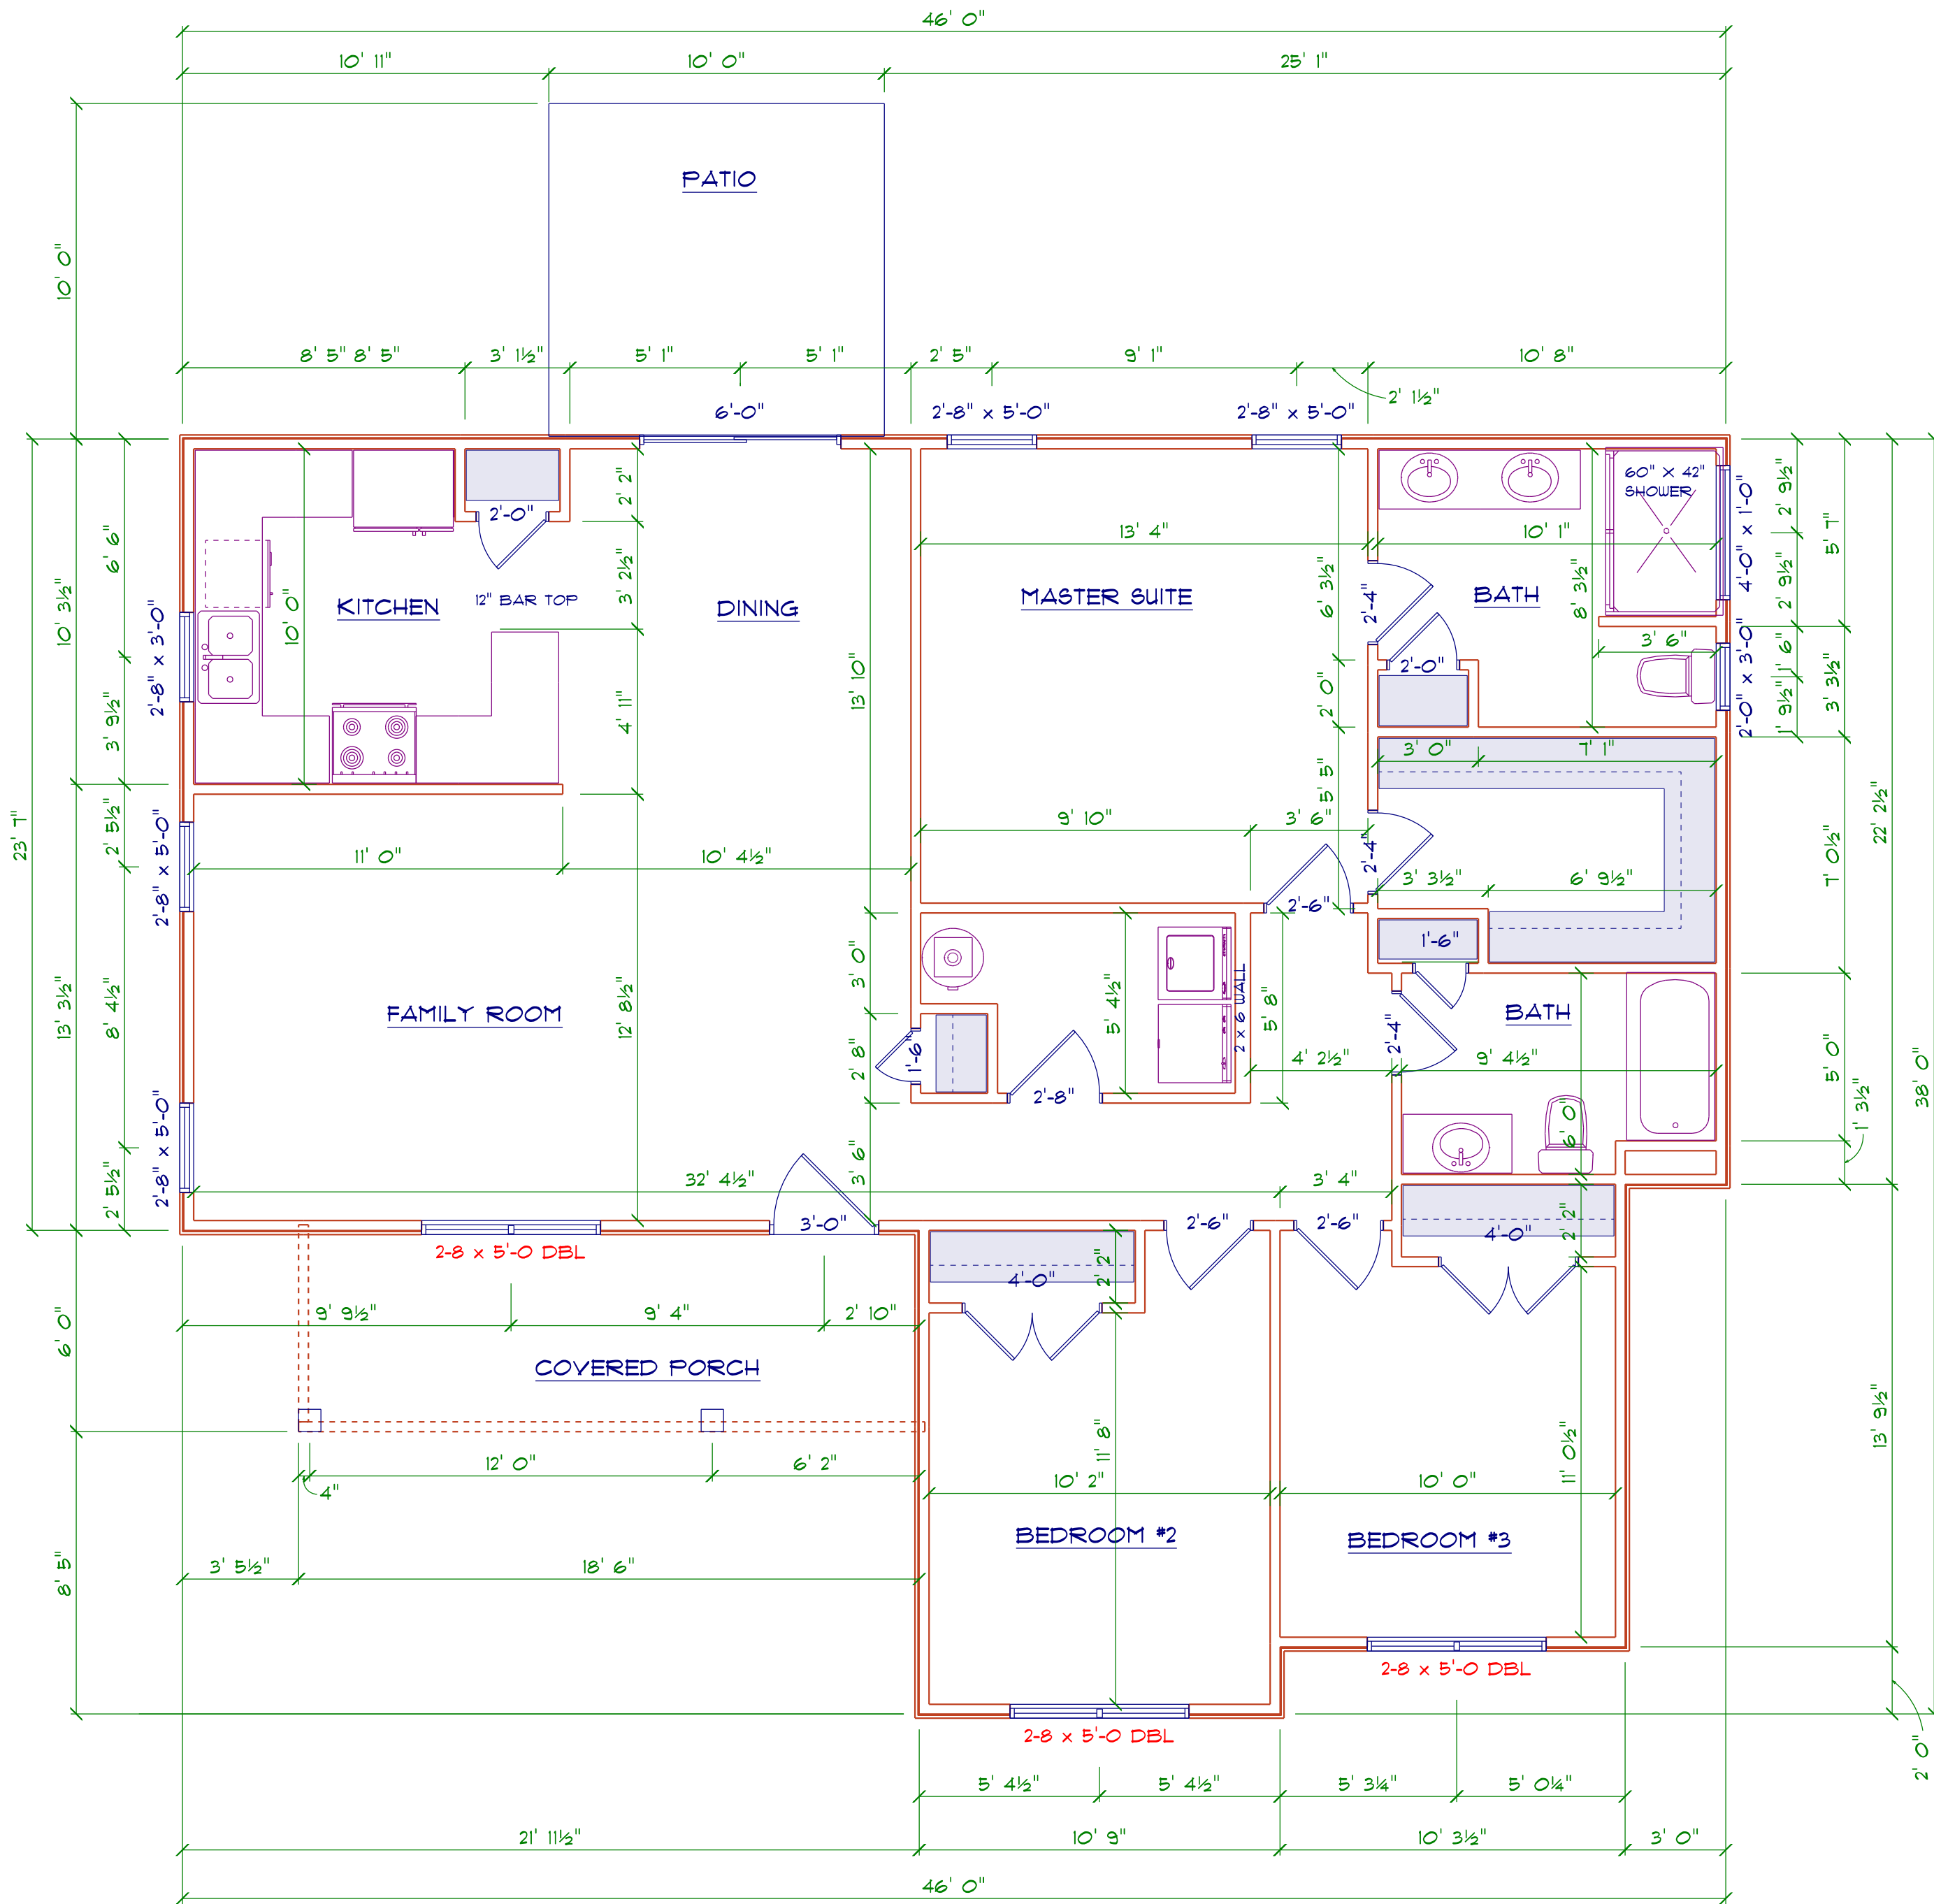 46' 0"
10' 11" 10' 0" 25' 1"
PATIO
10' 0"
8' 5" 8' 5" 3' 1½" 5' 1" 5' 1" 2' 5" 9' 1" 10' 8"
2' 1½"
6'-0" 2'-8" x 5'-0" 2'-8" x 5'-0"
60" X 42"
SHOWER
2'-0"
2' 2"
13' 4" 10' 1"
4'-0" x 1'-0"
2' 9½"
5' 7"
6' 6"
10' 3½"
2'-8" x 3'-0"
10' 0"
KITCHEN 12" BAR TOP DINING MASTER SUITE BATH
3' 2½"
6' 3½"
2'-4"
8' 3½"
2' 9½"
3' 6"
2'-0"
2'-0" x 3'-0"
1' 6"
1' 9½"
3' 3½"
3' 9½"
4' 11"
13' 10"
2' 0"
3' 0" 7' 1"
5' 5"
23' 7"
2' 5½"
2'-8" x 5'-0"
9' 10" 3' 6"
2'-4"
11' 0" 10' 4½"
3' 3½" 6' 9½"
7' 0½"
22' 2½"
2'-6"
1'-6"
13' 3½"
8' 4½"
FAMILY ROOM
12' 8½"
3' 0"
5' 4½"
2 x 6 WALL
5' 8"
BATH
2'-4"
2' 8"
1'-6"
4' 2½" 9' 4½"
5' 0"
1' 3½"
38' 0"
2'-8"
6' 0"
2'-8" x 5'-0"
2' 5½"
3' 6"
32' 4½" 3' 4"
3'-0" 2'-6" 2'-6"
2-8 x 5'-0 DBL
2' 2"
4'-0"
2' 2"
4'-0"
6' 0"
9' 9½" 9' 4" 2' 10"
COVERED PORCH
11' 8"
11' 0½"
13' 9½"
12' 0" 6' 2"
4"
10' 2" 10' 0"
BEDROOM #2 BEDROOM #3
8' 5"
3' 5½" 18' 6"
2-8 x 5'-0 DBL
2-8 x 5'-0 DBL
2' 0"
5' 4½" 5' 4½" 5' 3¼" 5' 0¼"
21' 11½" 10' 9" 10' 3½" 3' 0"
46' 0"